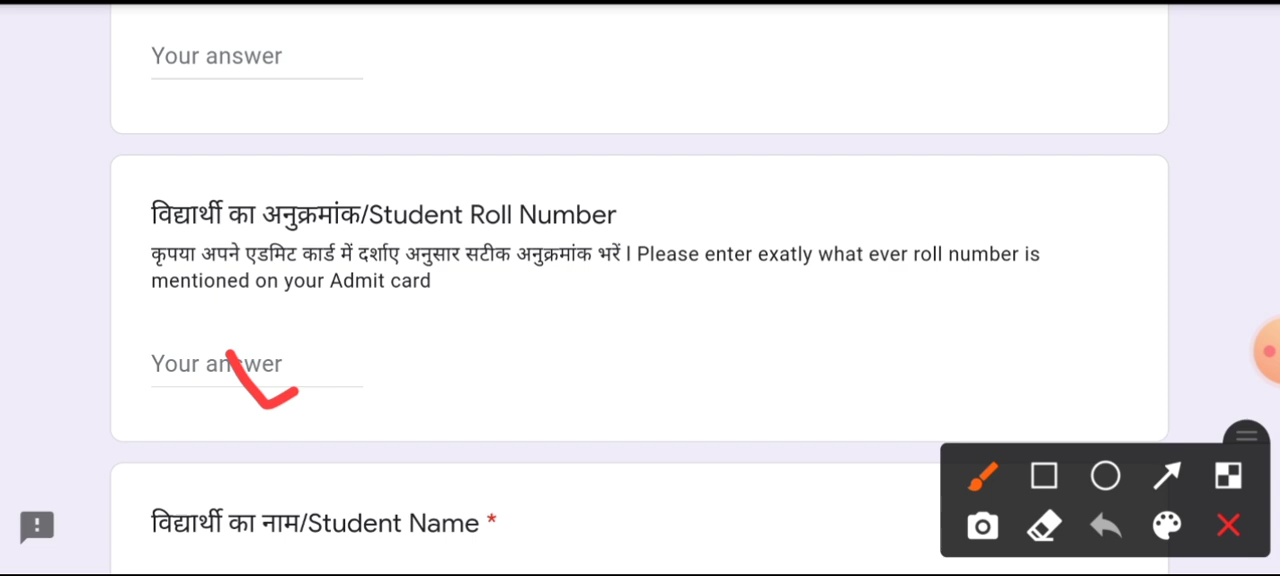 Your answer
विद्यार्थी का अनुक्रमांक/Student Roll Number
कृपया अपने एडमिट कार्ड में दर्शाए अनुसार सटीक अनुक्रमांक भरें l Please enter exatly what ever roll number is
mentioned on your Admit card
Your answer
विद्यार्थी का नाम/Student Name *